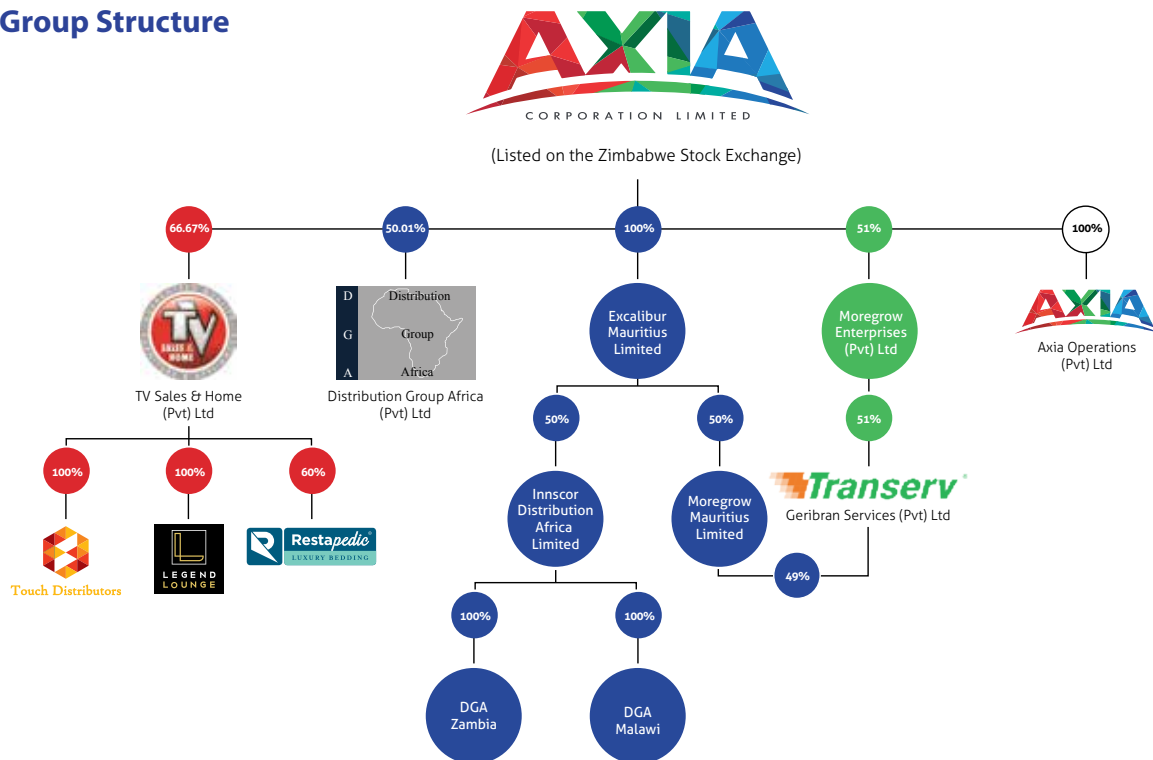 Group Structure
AXIA
CORPORATION LIMITED
(Listed on the Zimbabwe Stock Exchange)
66.67%
50.01%
100%
51%
100%
TV
SALES &
HOME
TV Sales & Home
(Pvt) Ltd
D Distribution
G Group
A Africa
Distribution Group Africa
(Pvt) Ltd
Excalibur
Mauritius
Limited
Moregrow
Enterprises
(Pvt) Ltd
AXIA
Axia Operations
(Pvt) Ltd
100%
100%
60%
50%
50%
51%
Touch Distributors
L
LEGEND
LOUNGE
R Restapedic®
LUXURY BEDDING
Innscor
Distribution
Africa
Limited
Moregrow
Mauritius
Limited
Transerv
Geribran Services (Pvt) Ltd
49%
100%
100%
DGA
Zambia
DGA
Malawi